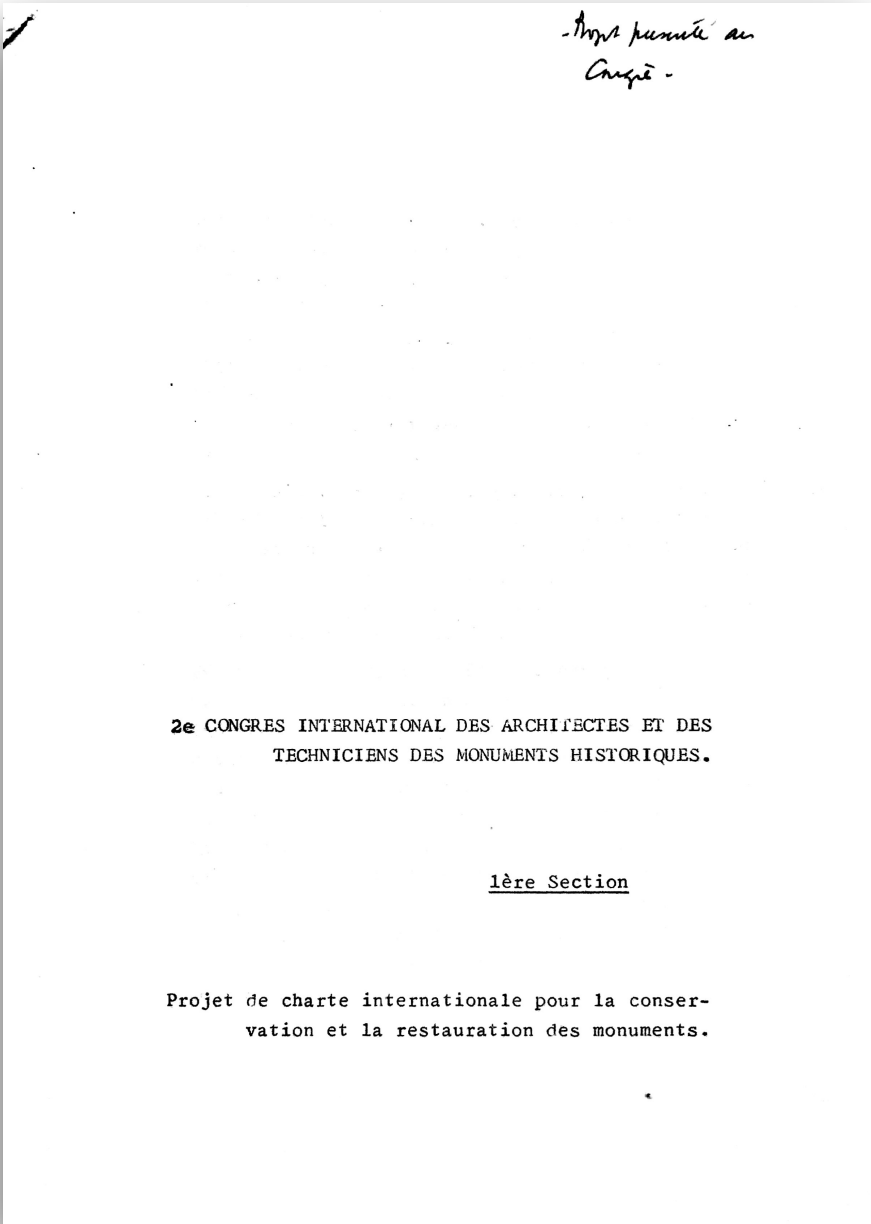 - Projet présenté au
Congrès -
2e CONGRES INTERNATIONAL DES ARCHITECTES ET DES
TECHNICIENS DES MONUMENTS HISTORIQUES.
1ère Section
Projet de charte internationale pour la conser-
vation et la restauration des monuments.